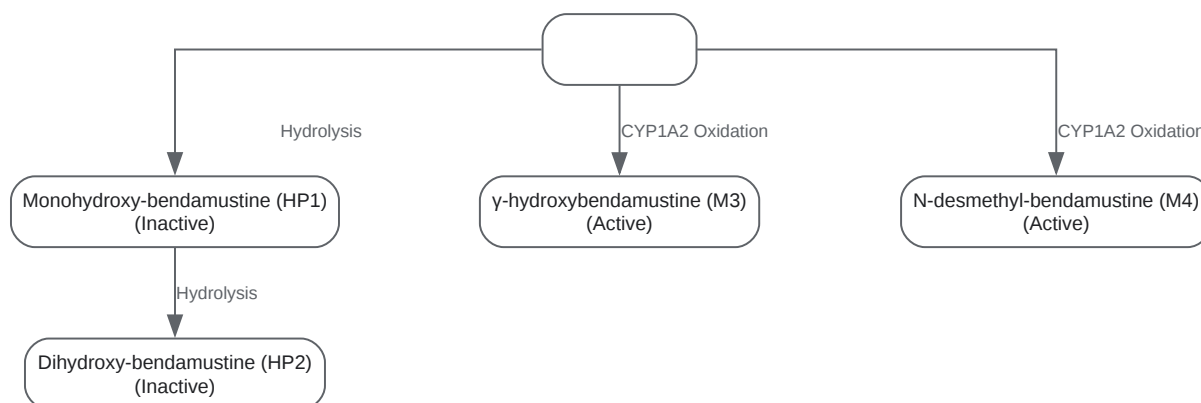 Hydrolysis
CYP1A2 Oxidation
CYP1A2 Oxidation
Monohydroxy-bendamustine (HP1)
(Inactive)
γ-hydroxybendamustine (M3)
(Active)
N-desmethyl-bendamustine (M4)
(Active)
Hydrolysis
Dihydroxy-bendamustine (HP2)
(Inactive)